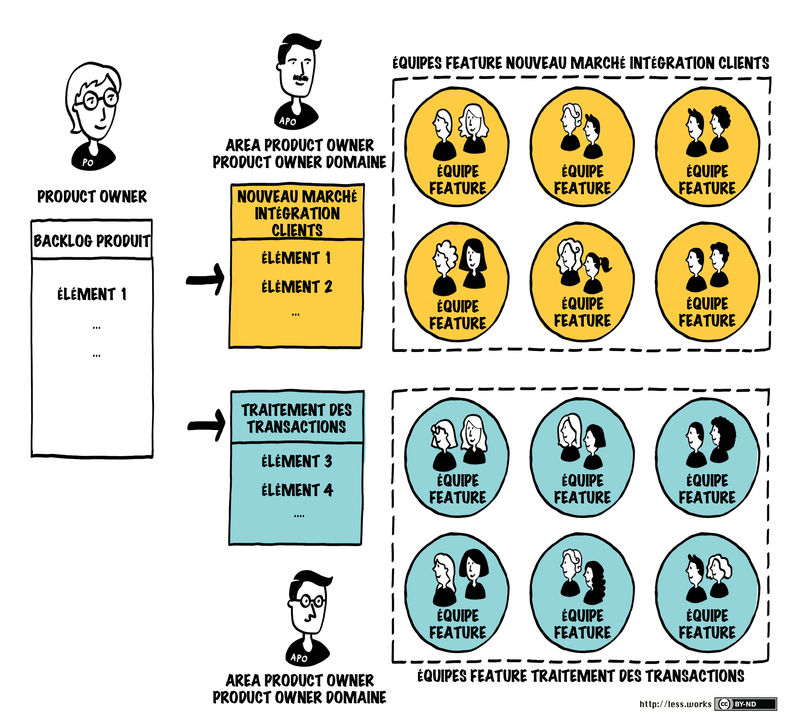 PO
PRODUCT OWNER
BACKLOG PRODUIT
ÉLÉMENT 1
...
...
APO
AREA PRODUCT OWNER
PRODUCT OWNER DOMAINE
NOUVEAU MARCHÉ
INTÉGRATION
CLIENTS
ÉLÉMENT 1
ÉLÉMENT 2
...
ÉQUIPES FEATURE NOUVEAU MARCHÉ INTÉGRATION CLIENTS
ÉQUIPE
FEATURE
ÉQUIPE
FEATURE
ÉQUIPE
FEATURE
ÉQUIPE
FEATURE
ÉQUIPE
FEATURE
ÉQUIPE
FEATURE
TRAITEMENT DES
TRANSACTIONS
ÉLÉMENT 3
ÉLÉMENT 4
....
APO
AREA PRODUCT OWNER
PRODUCT OWNER DOMAINE
ÉQUIPE
FEATURE
ÉQUIPE
FEATURE
ÉQUIPE
FEATURE
ÉQUIPE
FEATURE
ÉQUIPE
FEATURE
ÉQUIPE
FEATURE
ÉQUIPES FEATURE TRAITEMENT DES TRANSACTIONS
http://less.works cc BY-ND